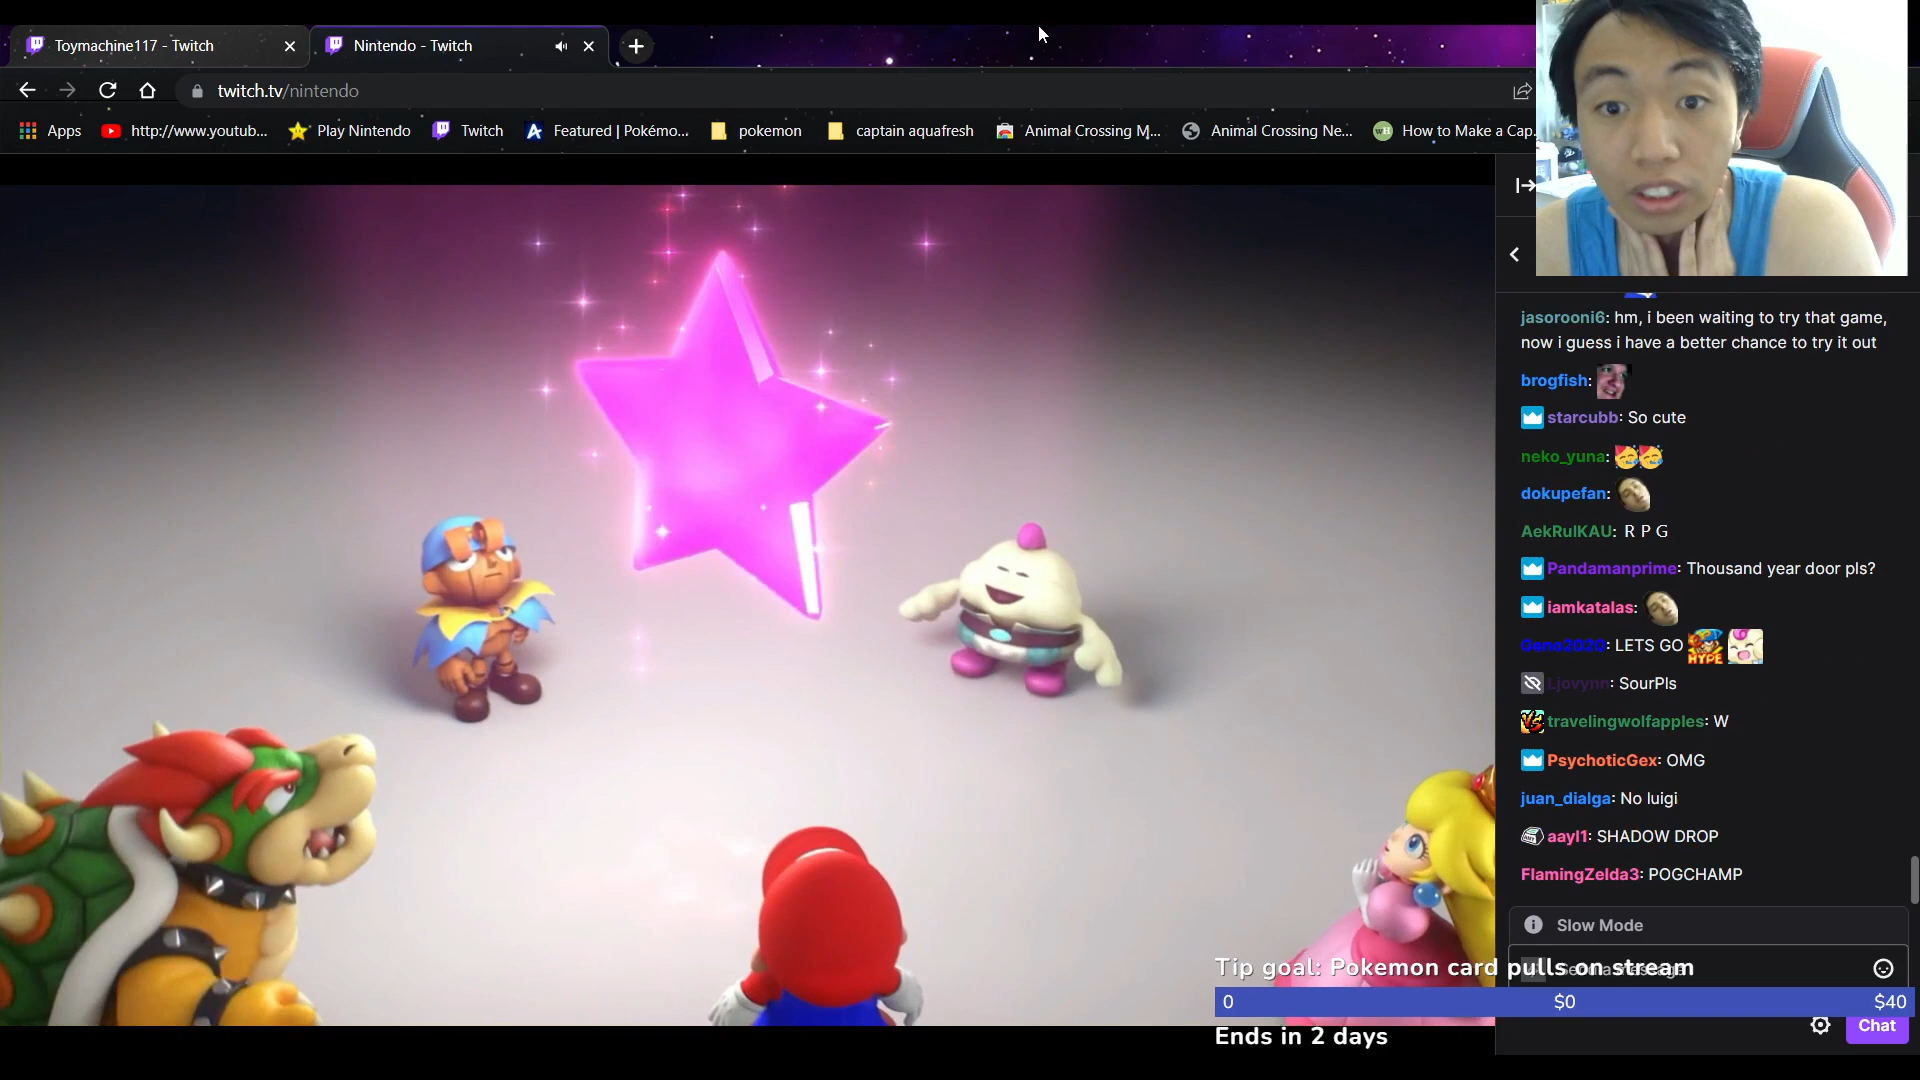 Toymachine117 - Twitch
Nintendo - Twitch
twitch.tv/nintendo
Apps
http://www.youtub...
Play Nintendo
Twitch
Featured | Pokémo...
pokemon
captain aquafresh
Animal Crossing M...
Animal Crossing Ne...
How to Make a Cap...
jasorooni6: hm, i been waiting to try that game,
now i guess i have a better chance to try it out
brogfish:
starcubb: So cute
neko_yuna:
dokupefan:
AekRulKAU: R P G
Pandamanprime: Thousand year door pls?
iamkatalas:
Geno2020: LETS GO HYPE
Ljovynn: SourPls
travelingwolfapples: W
PsychoticGex: OMG
juan_dialga: No luigi
aayl1: SHADOW DROP
FlamingZelda3: POGCHAMP
Slow Mode
Tip goal: Pokemon card pulls on stream
0 $0 $40
Ends in 2 days
Chat